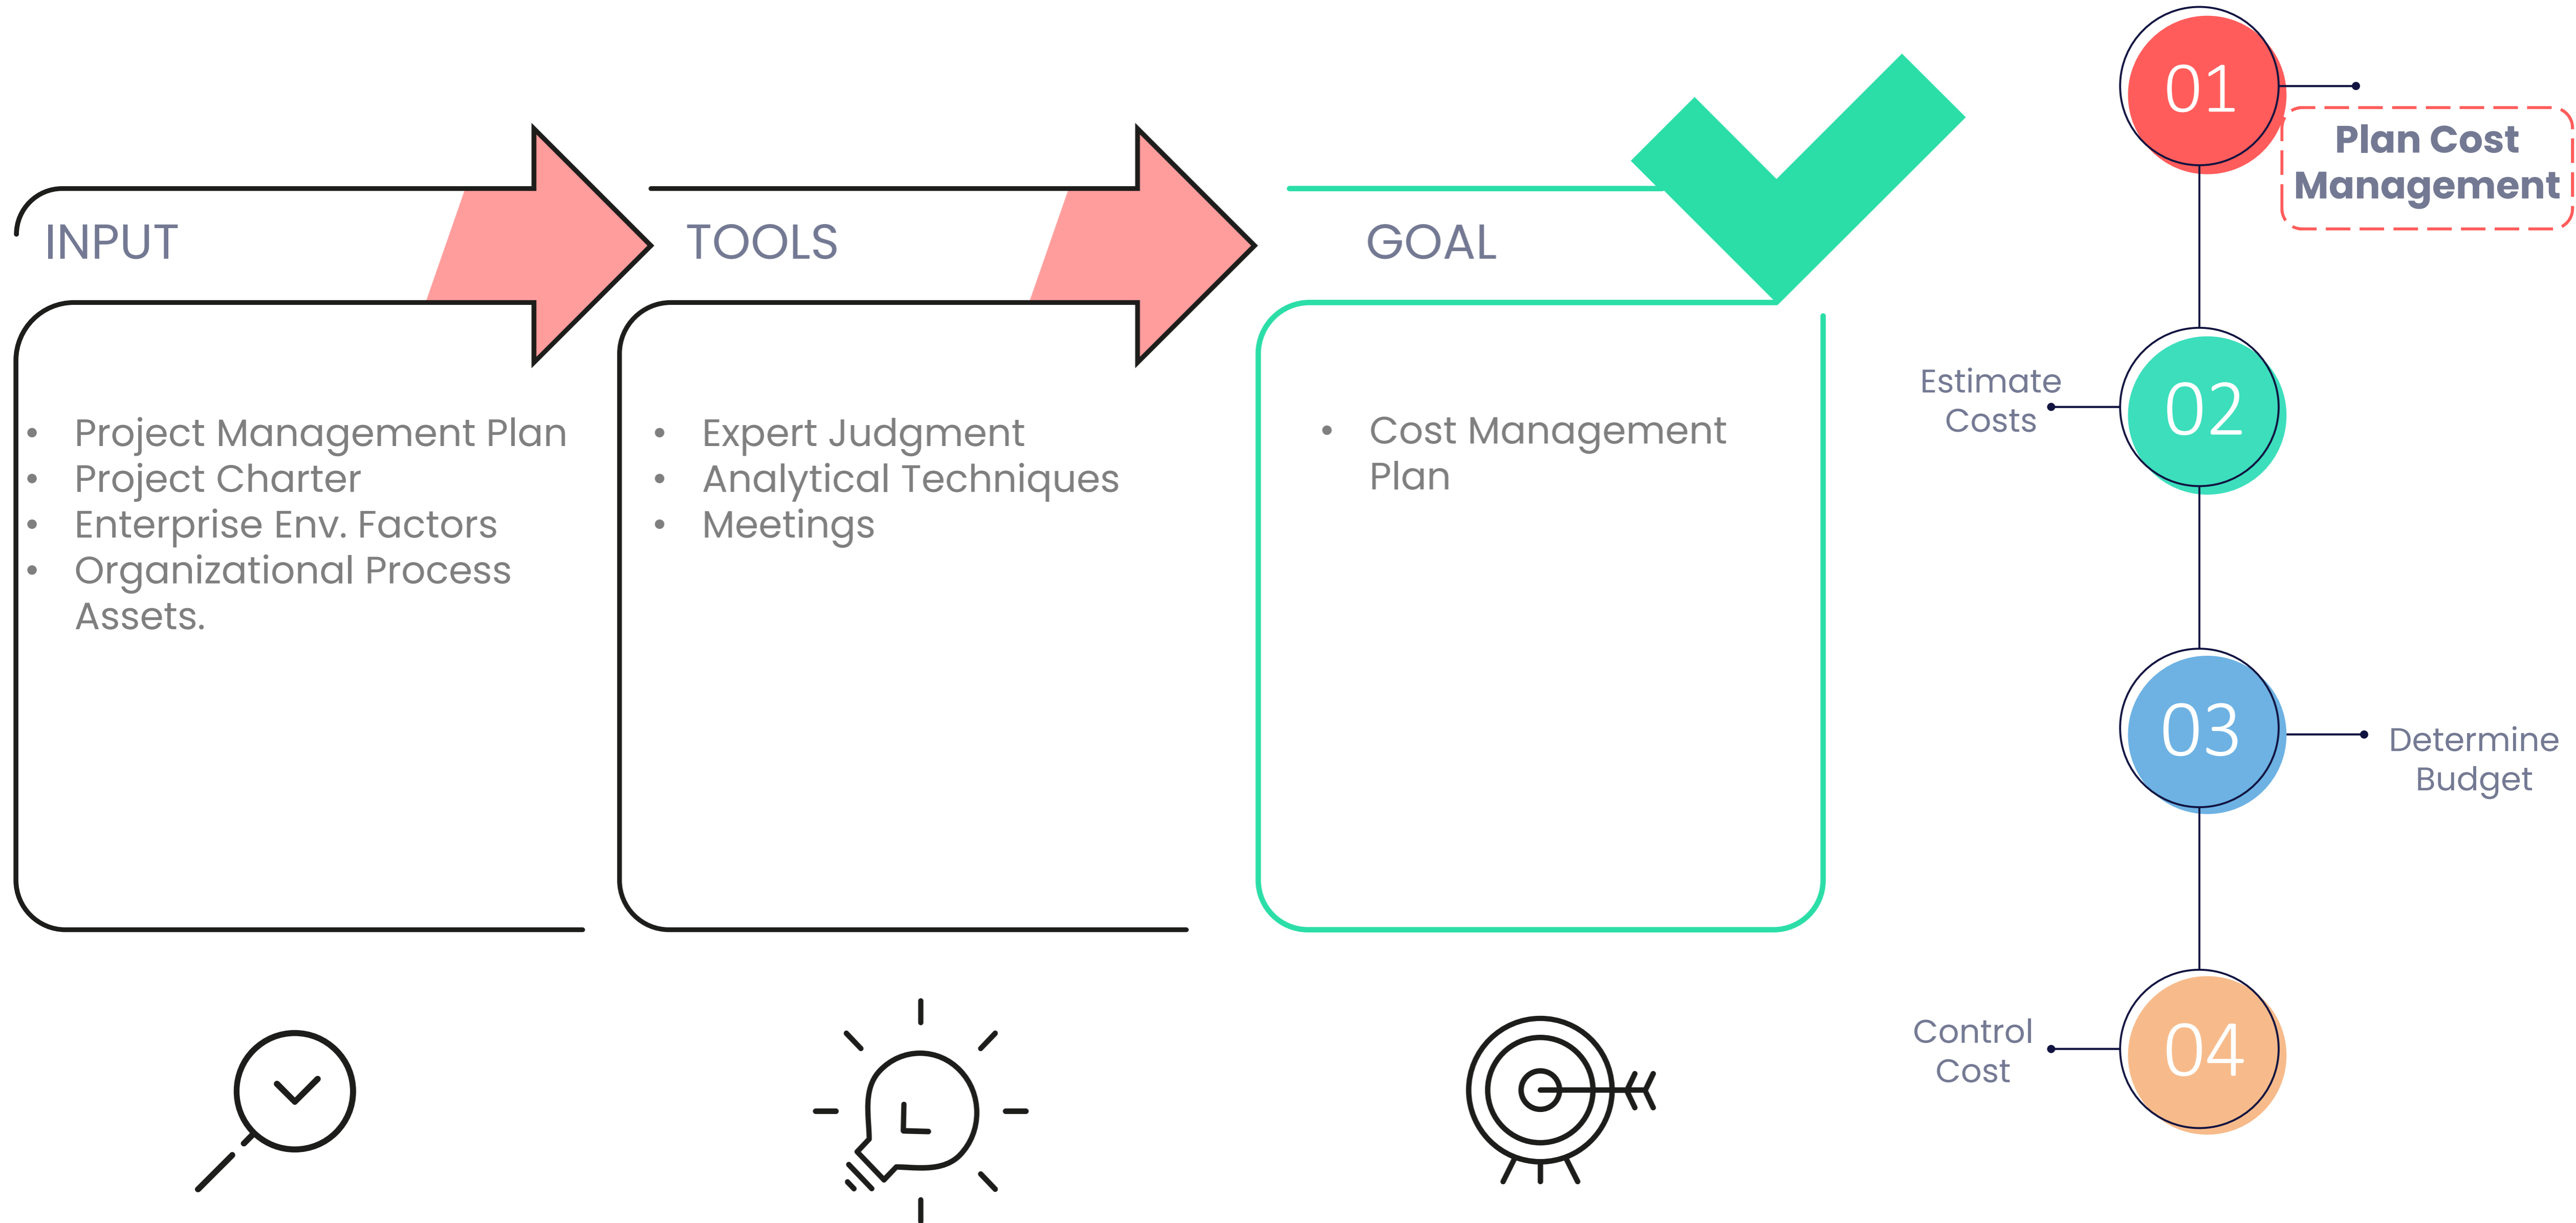 INPUT
• Project Management Plan
• Project Charter
• Enterprise Env. Factors
• Organizational Process
Assets.
TOOLS
• Expert Judgment
• Analytical Techniques
• Meetings
GOAL
• Cost Management
Plan
01
Plan Cost
Management
02
Estimate
Costs
03
Determine
Budget
04
Control
Cost